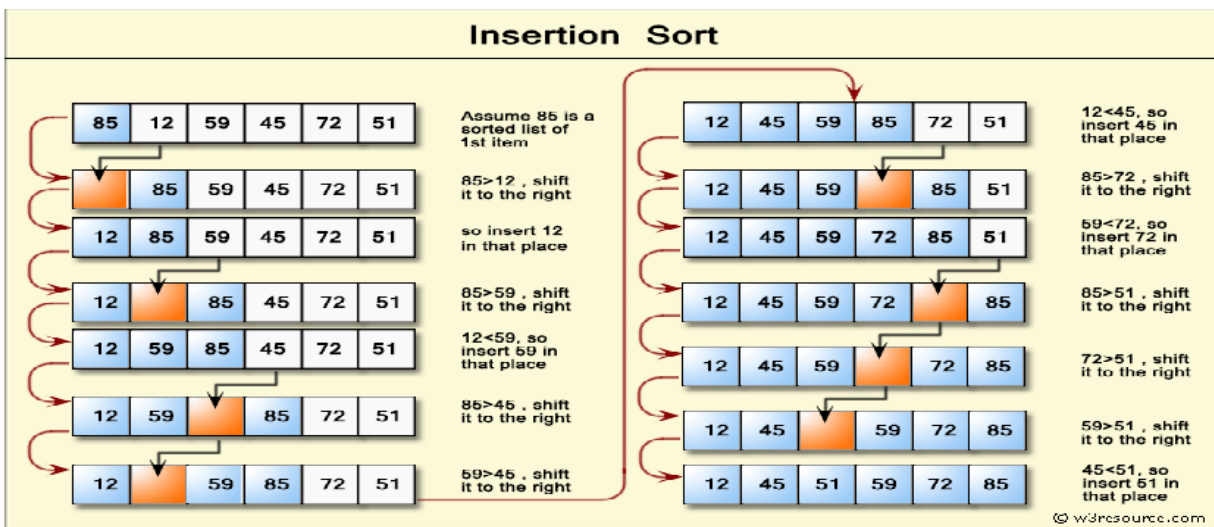 Insertion Sort
85 12 59 45 72 51
Assume 85 is a
sorted list of
1st item
85 59 45 72 51
85>12 , shift
it to the right
12 85 59 45 72 51
so insert 12
in that place
12 85 45 72 51
85>59 , shift
it to the right
12 59 85 45 72 51
12<59, so
insert 59 in
that place
12 59 85 72 51
85>45 , shift
it to the right
12 59 85 72 51
59>45 , shift
it to the right
12 45 59 85 72 51
12<45, so
insert 45 in
that place
12 45 59 85 51
85>72 , shift
it to the right
12 45 59 72 85 51
59<72, so
insert 72 in
that place
12 45 59 72 85
85>51 , shift
it to the right
12 45 59 72 85
72>51 , shift
it to the right
12 45 59 72 85
59>51 , shift
it to the right
12 45 51 59 72 85
45<51, so
insert 51 in
that place
© w3resource.com